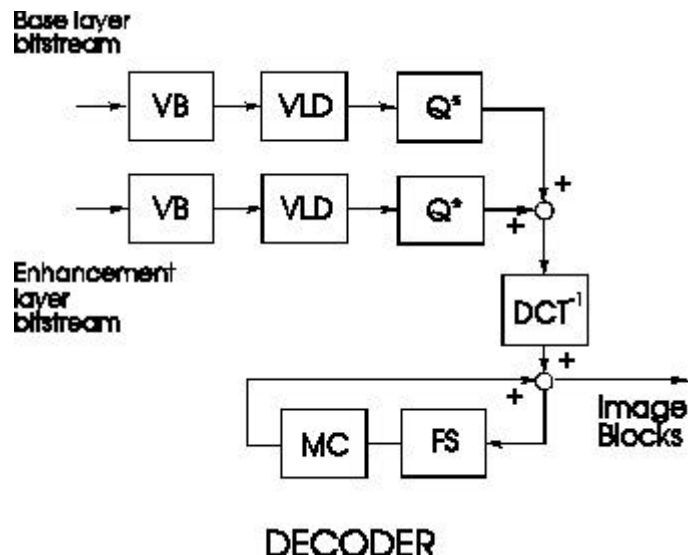 Base layer
bitstream
VB
VLD
Q*
+
VB
VLD
Q*
+
Enhancement
layer
bitstream
DCT⁻¹
+
+
Image
Blocks
MC
FS
DECODER